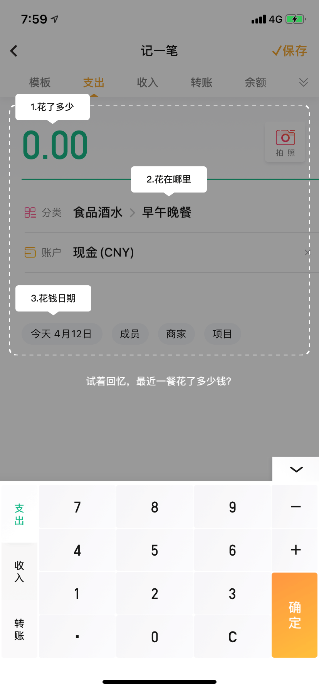 7:59
4G
记一笔
保存
模板 支出 收入 转账 余额
1.花了多少
0.00
拍照
2.花在哪里
分类 食品酒水 > 早午晚餐
账户 现金(CNY) >
3.花钱日期
今天 4月12日 成员 商家 项目
试着回忆，最近一餐花了多少钱?
支出
收入
转账
7 8 9 −
4 5 6 +
1 2 3
. 0 C
确定